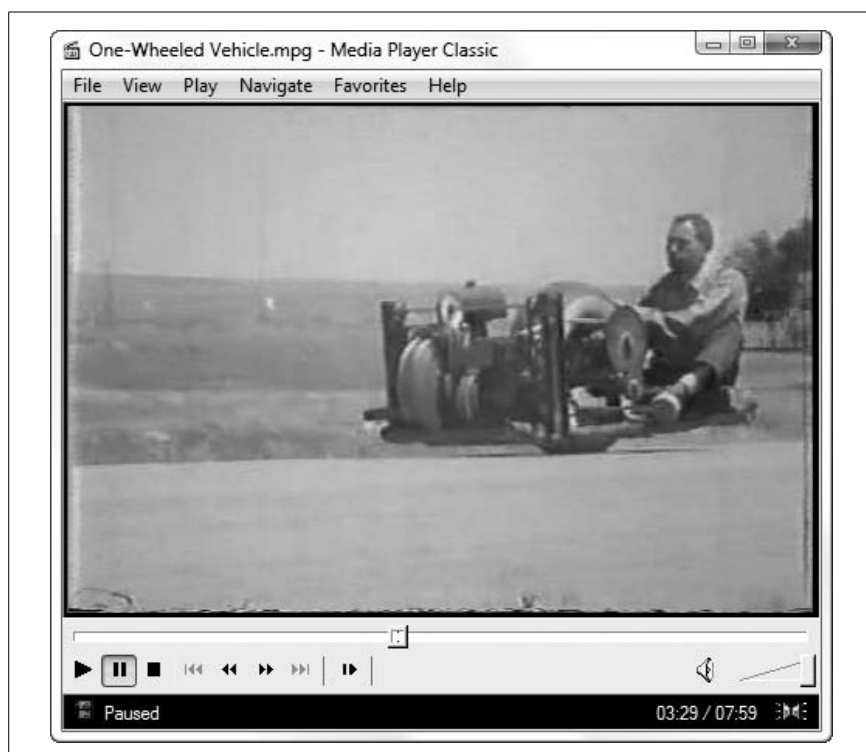 One-Wheeled Vehicle.mpg - Media Player Classic
File View Play Navigate Favorites Help
Paused 03:29 / 07:59